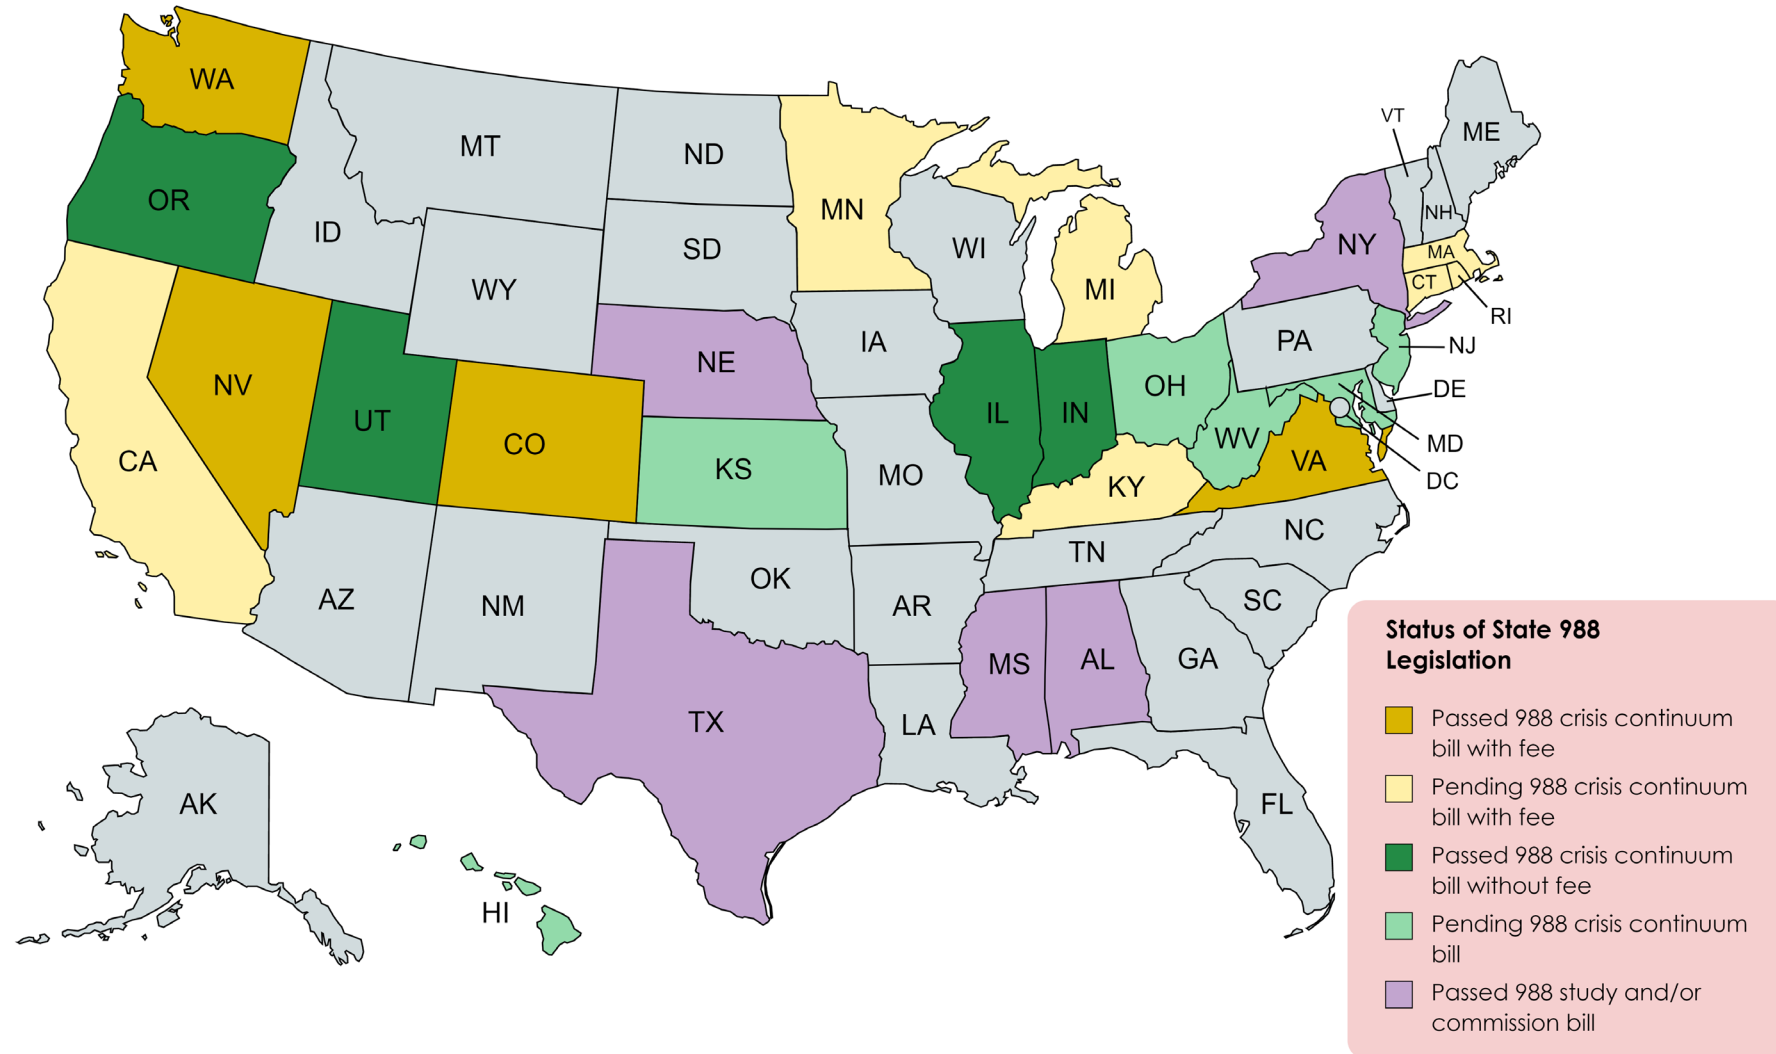 WA
VT
ME
MT
ND
OR
MN
NH
ID
SD
WI
NY
MA
WY
MI
CT
RI
IA
PA
NJ
NE
NV
OH
DE
UT
IL
IN
CO
WV
MD
CA
KS
MO
VA
DC
KY
NC
TN
OK
AZ
NM
AR
SC
MS
AL
GA
TX
LA
AK
FL
HI
Status of State 988
Legislation
Passed 988 crisis continuum
bill with fee
Pending 988 crisis continuum
bill with fee
Passed 988 crisis continuum
bill without fee
Pending 988 crisis continuum
bill
Passed 988 study and/or
commission bill